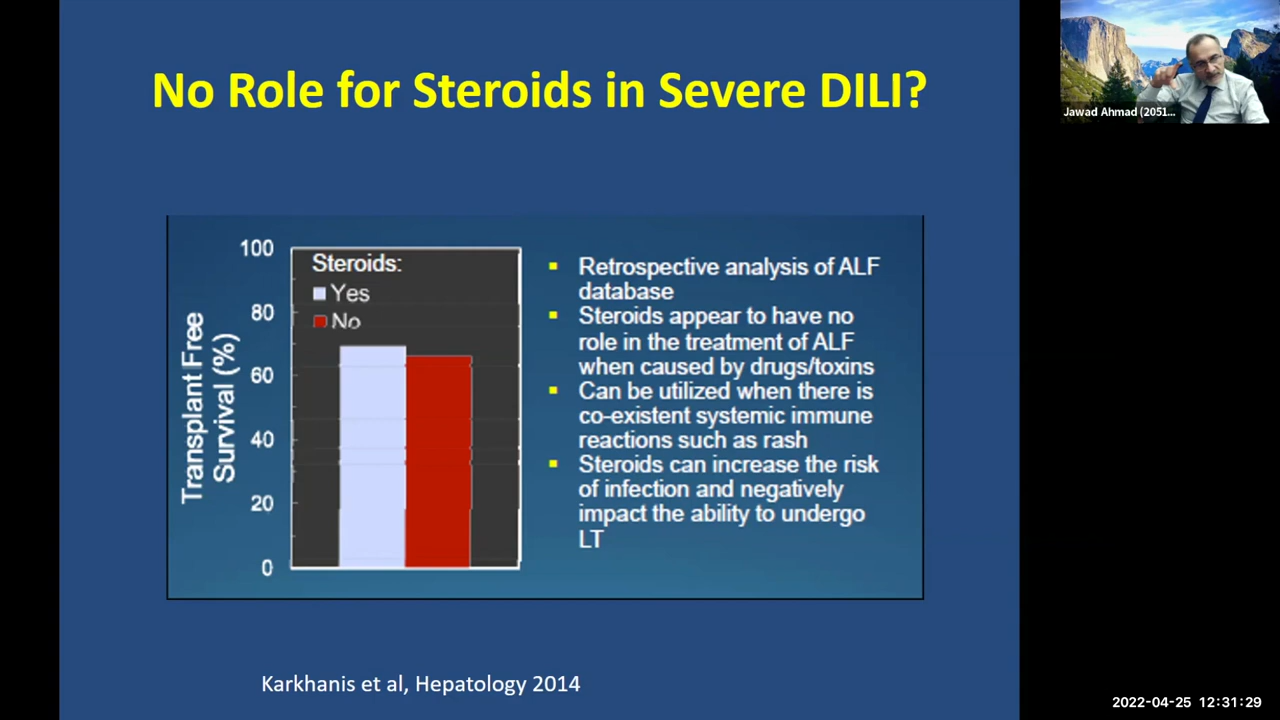 No Role for Steroids in Severe DILI?
Jawad Ahmad (2051...
Transplant Free
Survival (%)
100
80
60
40
20
0
Steroids:
Yes
No
Retrospective analysis of ALF
database
Steroids appear to have no
role in the treatment of ALF
when caused by drugs/toxins
Can be utilized when there is
co-existent systemic immune
reactions such as rash
Steroids can increase the risk
of infection and negatively
impact the ability to undergo
LT
Karkhanis et al, Hepatology 2014
2022-04-25 12:31:29